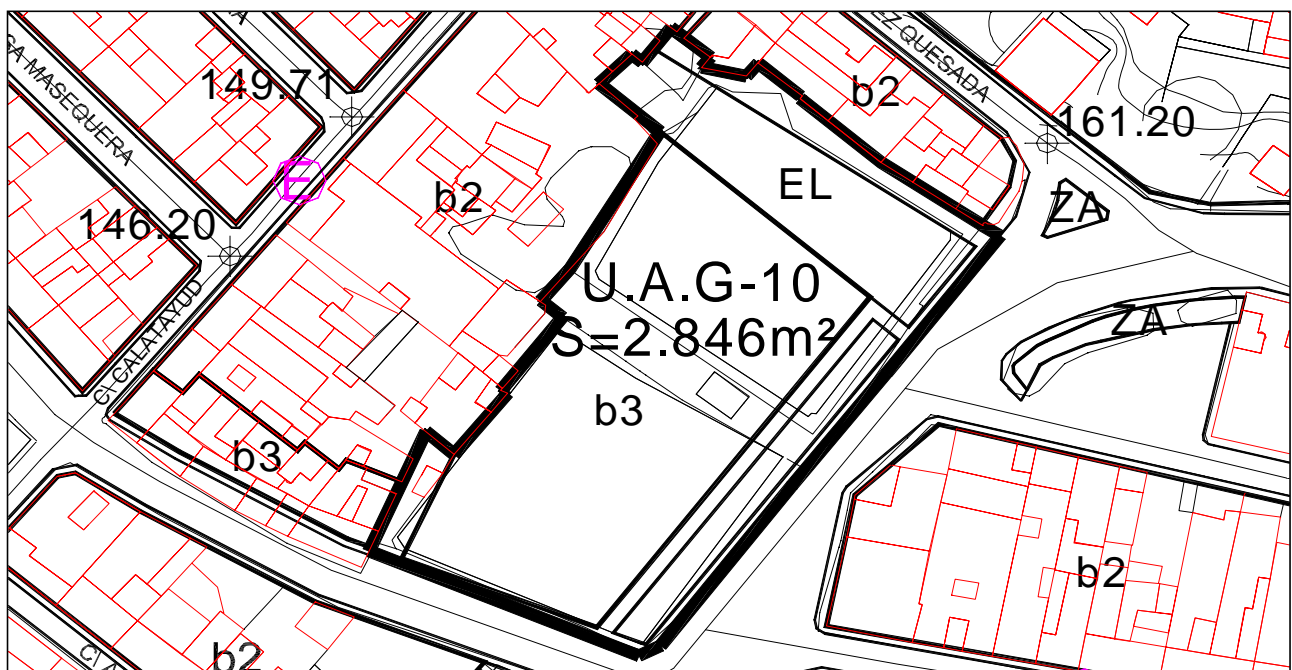 SA MASEQUERA
149.71
EZ QUESADA
b2
161.20
E
b2
EL
ZA
146.20
U.A.G-10
S=2.846m²
ZA
C\ CALATAYUD
b3
b3
b2
b2
C\ A